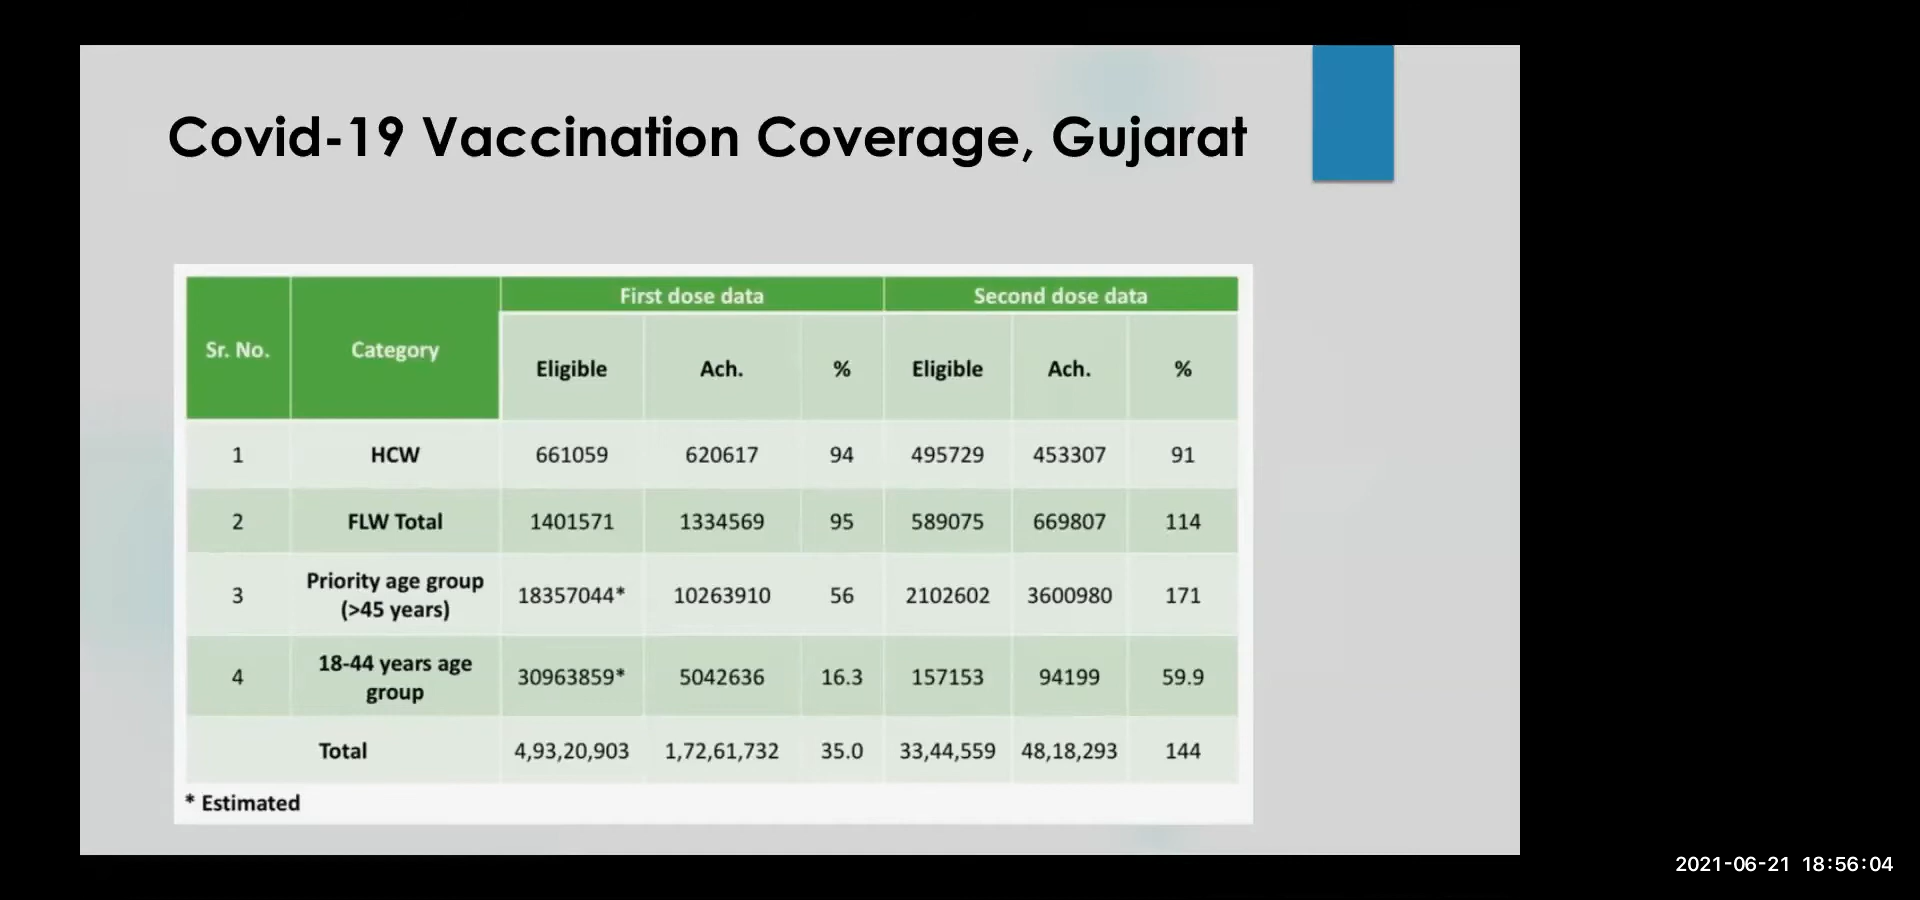 Covid-19 Vaccination Coverage, Gujarat
Sr. No. Category First dose data Second dose data
Eligible Ach. % Eligible Ach. %
1 HCW 661059 620617 94 495729 453307 91
2 FLW Total 1401571 1334569 95 589075 669807 114
3 Priority age group (>45 years) 18357044* 10263910 56 2102602 3600980 171
4 18-44 years age group 30963859* 5042636 16.3 157153 94199 59.9
Total 4,93,20,903 1,72,61,732 35.0 33,44,559 48,18,293 144
* Estimated
2021-06-21 18:56:04